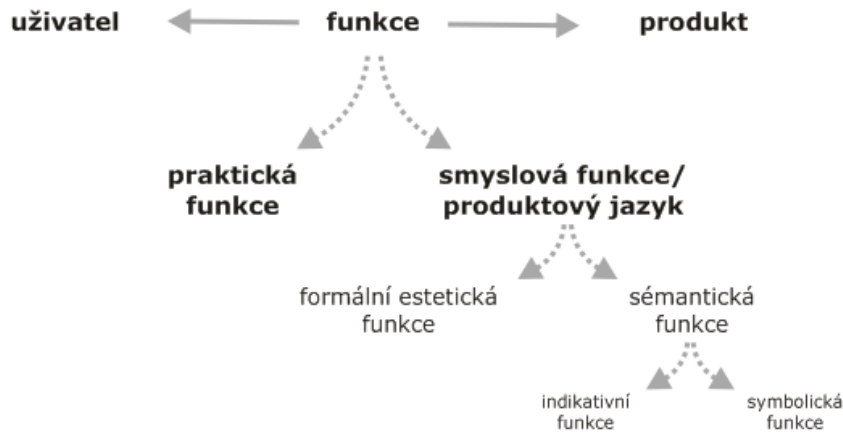 uživatel funkce produkt
praktická
funkce
smyslová funkce/
produktový jazyk
formální estetická
funkce
sémantická
funkce
indikativní
funkce
symbolická
funkce